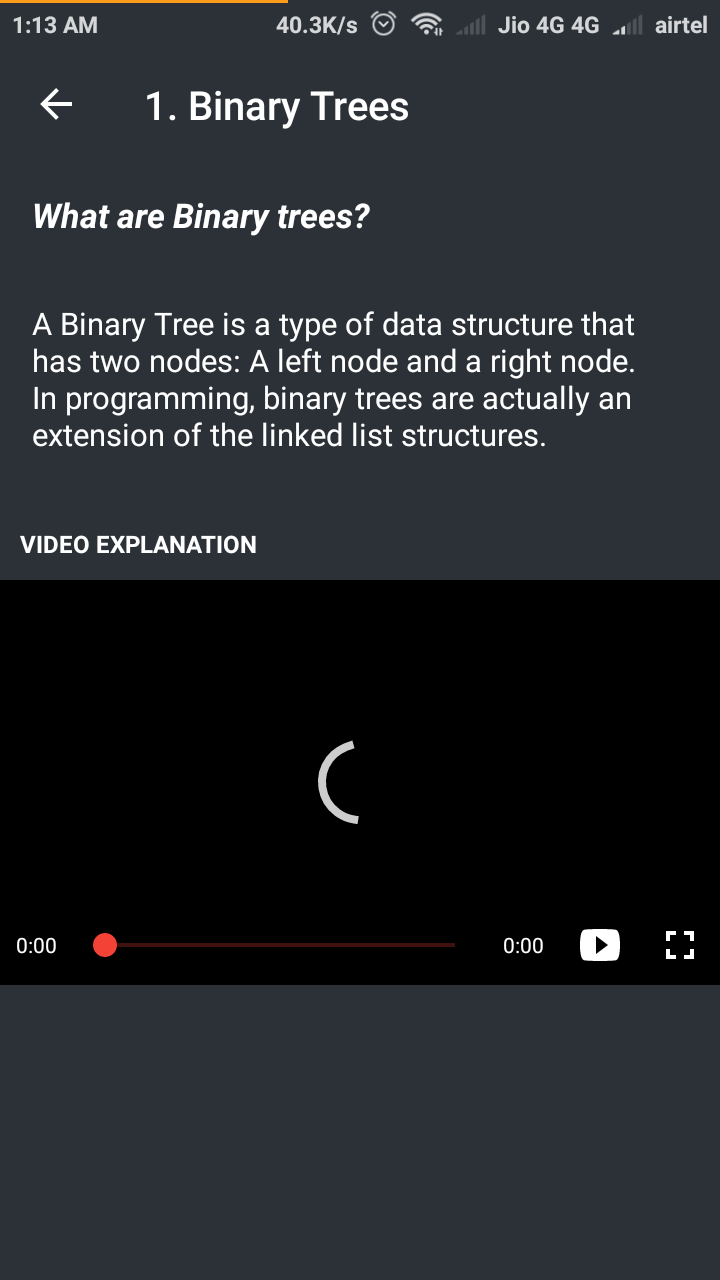 1:13 AM 40.3K/s Jio 4G 4G airtel
1. Binary Trees
What are Binary trees?
A Binary Tree is a type of data structure that
has two nodes: A left node and a right node.
In programming, binary trees are actually an
extension of the linked list structures.
VIDEO EXPLANATION
0:00 0:00